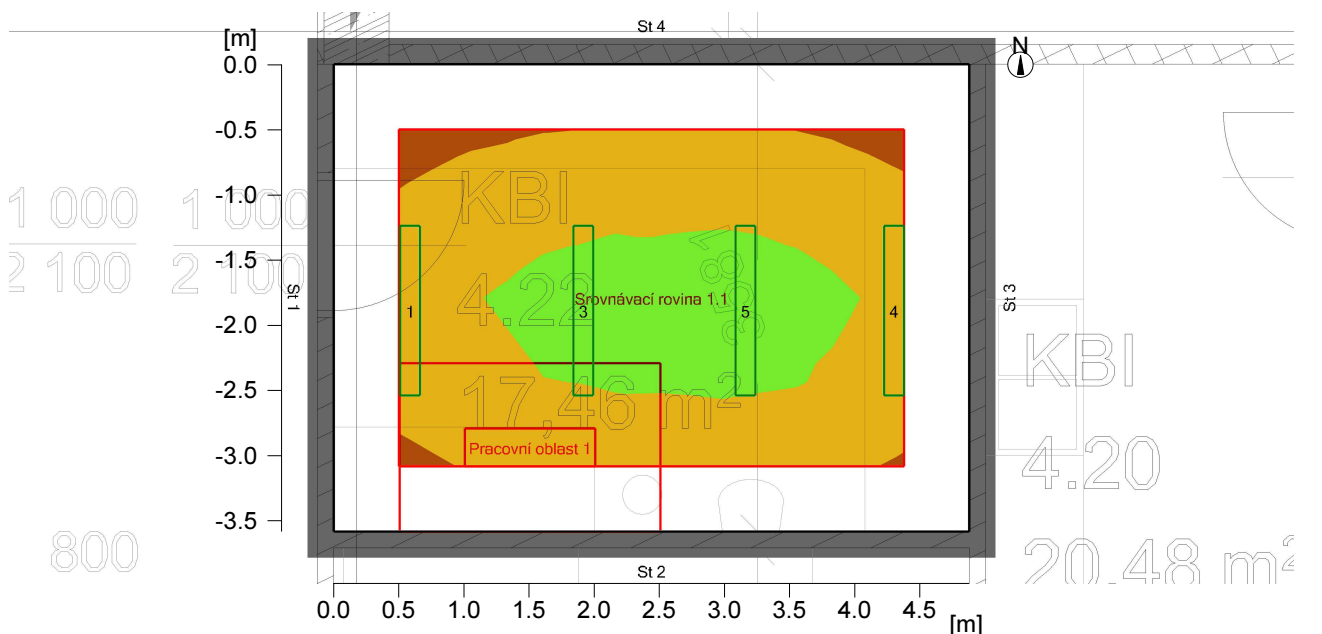 St 4
[m]
N
0.0
-0.5
-1.0
-1.5
-2.0
-2.5
-3.0
-3.5
1 000
2 100
1 000
2 100
800
St 1
KBI
4.22
17,46 m²
Srovnávací rovina 1.1
1
3
5
4
Pracovní oblast 1
St 3
KBI
4.20
20,48 m²
St 2
0.0 0.5 1.0 1.5 2.0 2.5 3.0 3.5 4.0 4.5
[m]